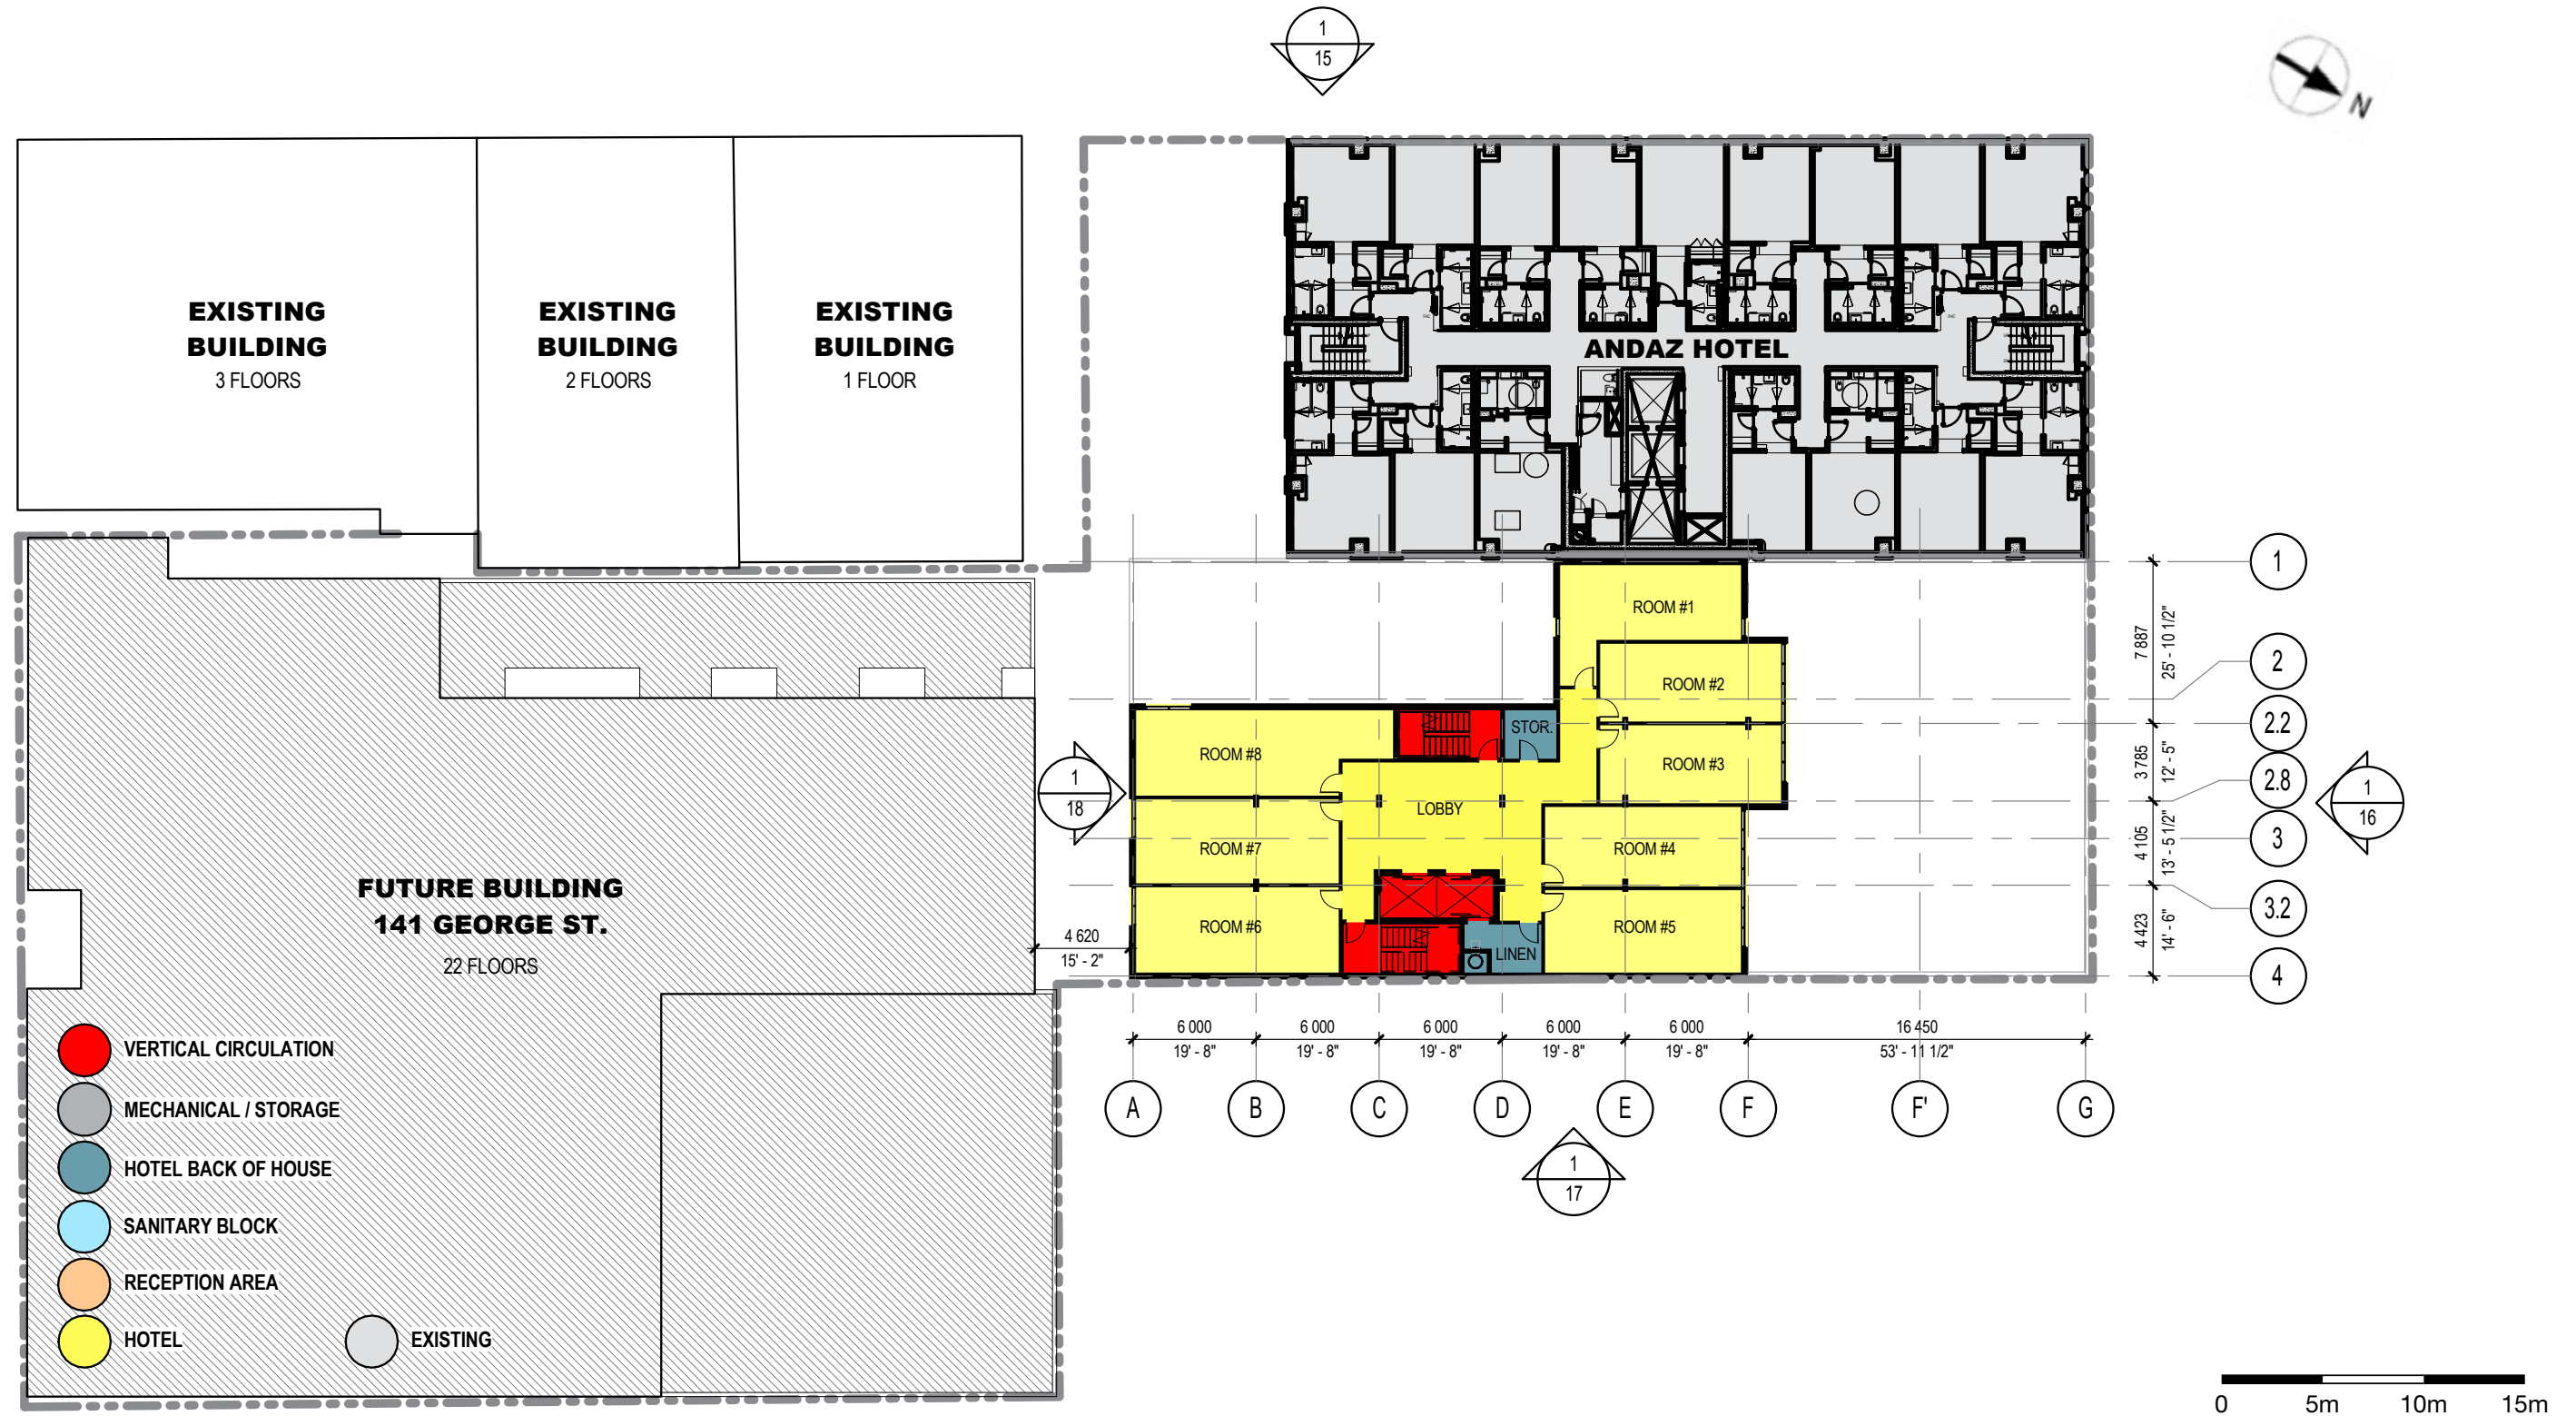 1
15
N
EXISTING
BUILDING
3 FLOORS
EXISTING
BUILDING
2 FLOORS
EXISTING
BUILDING
1 FLOOR
ANDAZ HOTEL
1
2
2.2
2.8
3
3.2
4
7 887
25' - 10 1/2"
3 785
12' - 5"
4 105
13' - 5 1/2"
4 423
14' - 6"
1
16
ROOM #1
ROOM #2
ROOM #3
ROOM #4
ROOM #5
STOR.
LOBBY
LINEN
ROOM #8
ROOM #7
ROOM #6
1
18
4 620
15' - 2"
FUTURE BUILDING
141 GEORGE ST.
22 FLOORS
6 000
19' - 8"
6 000
19' - 8"
6 000
19' - 8"
6 000
19' - 8"
6 000
19' - 8"
16 450
53' - 11 1/2"
A
B
C
D
E
F
F'
G
1
17
VERTICAL CIRCULATION
MECHANICAL / STORAGE
HOTEL BACK OF HOUSE
SANITARY BLOCK
RECEPTION AREA
HOTEL
EXISTING
0
5m
10m
15m